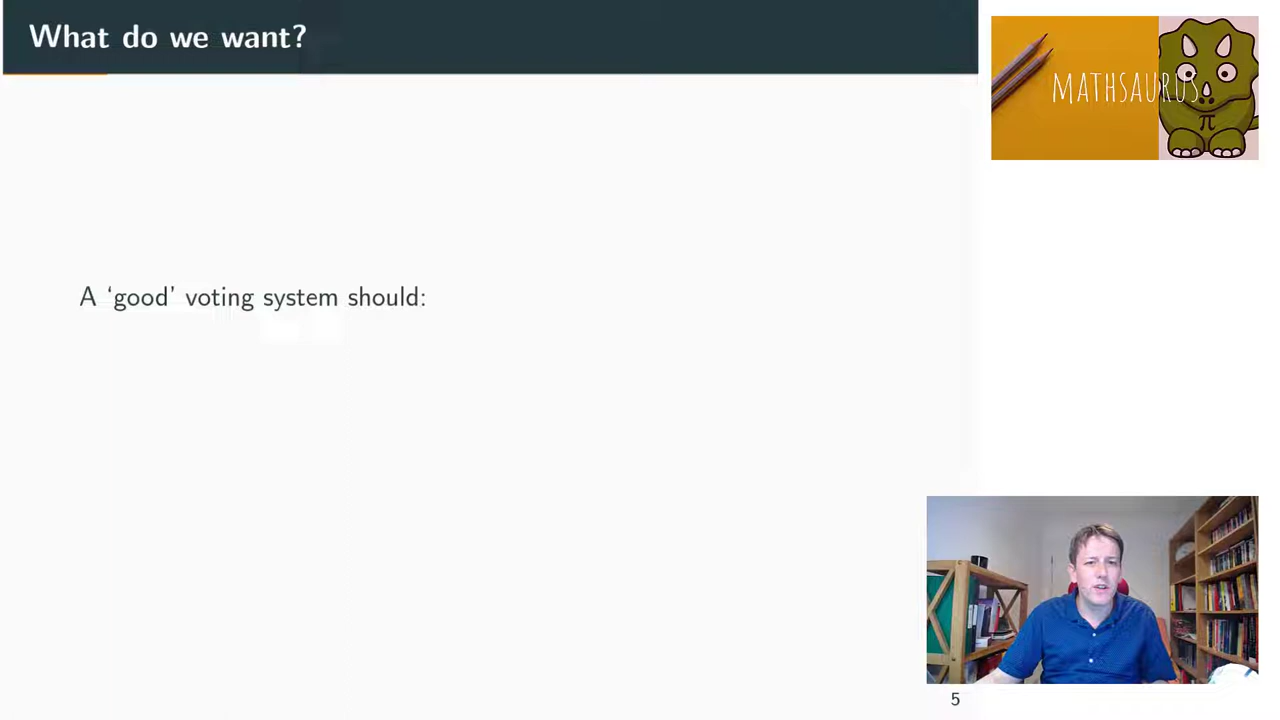 What do we want?
MATHSAURUS
π
A ‘good’ voting system should:
5